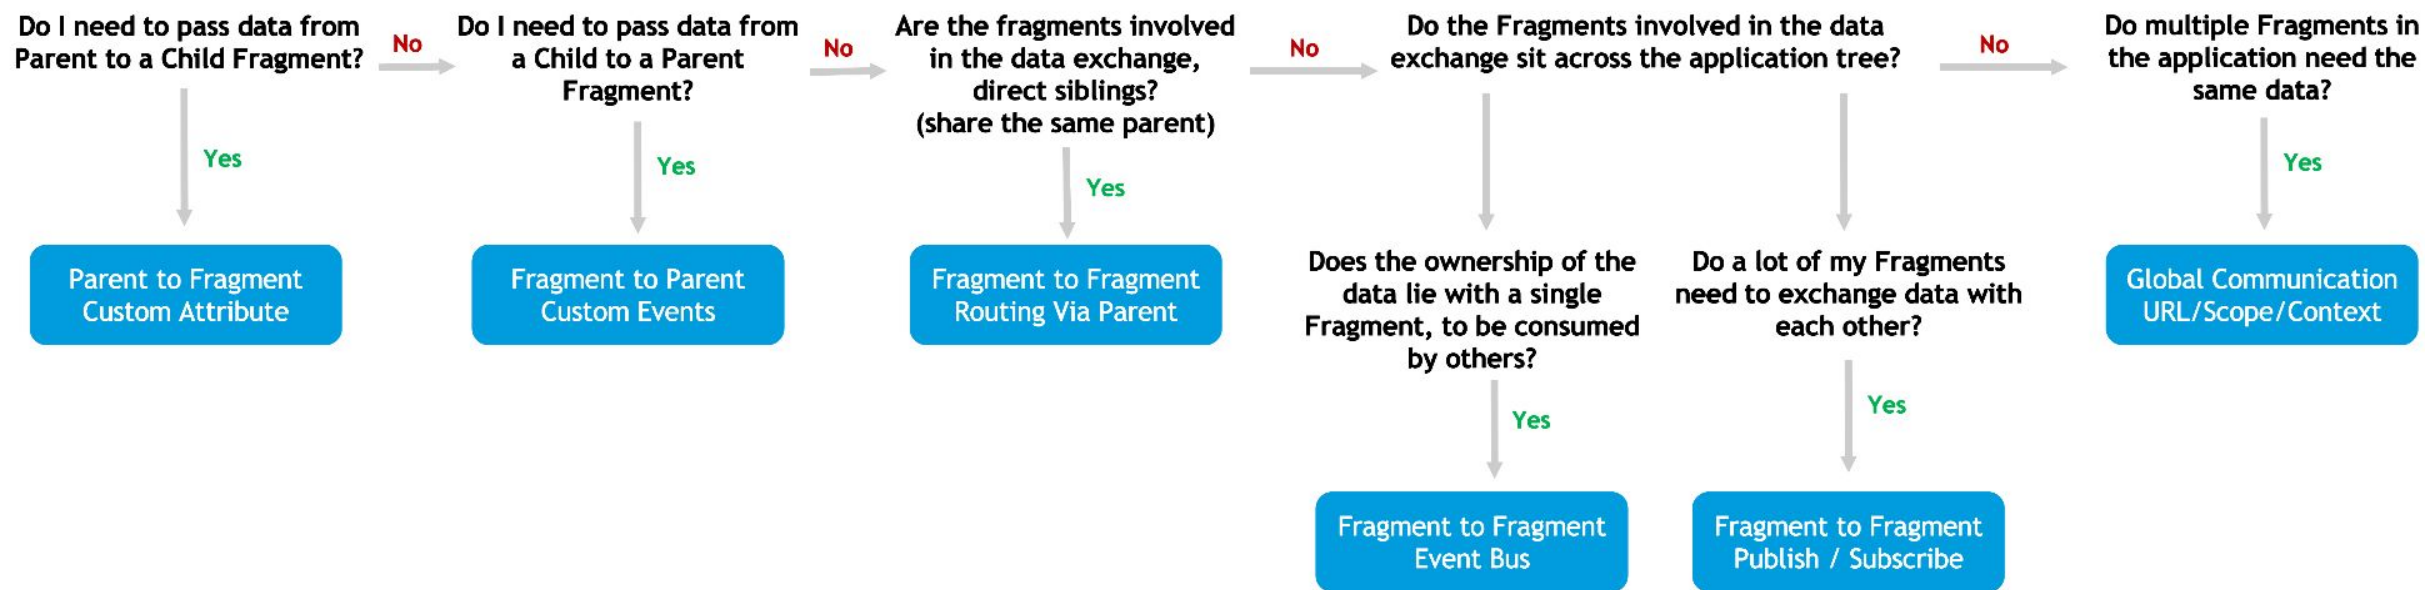 Do I need to pass data from
Parent to a Child Fragment?
No
Do I need to pass data from
a Child to a Parent
Fragment?
No
Are the fragments involved
in the data exchange,
direct siblings?
(share the same parent)
No
Do the Fragments involved in the data
exchange sit across the application tree?
No
Do multiple Fragments in
the application need the
same data?
Yes
Yes
Yes
Yes
Parent to Fragment
Custom Attribute
Fragment to Parent
Custom Events
Fragment to Fragment
Routing Via Parent
Does the ownership of the
data lie with a single
Fragment, to be consumed
by others?
Do a lot of my Fragments
need to exchange data with
each other?
Global Communication
URL/Scope/Context
Yes
Yes
Fragment to Fragment
Event Bus
Fragment to Fragment
Publish / Subscribe